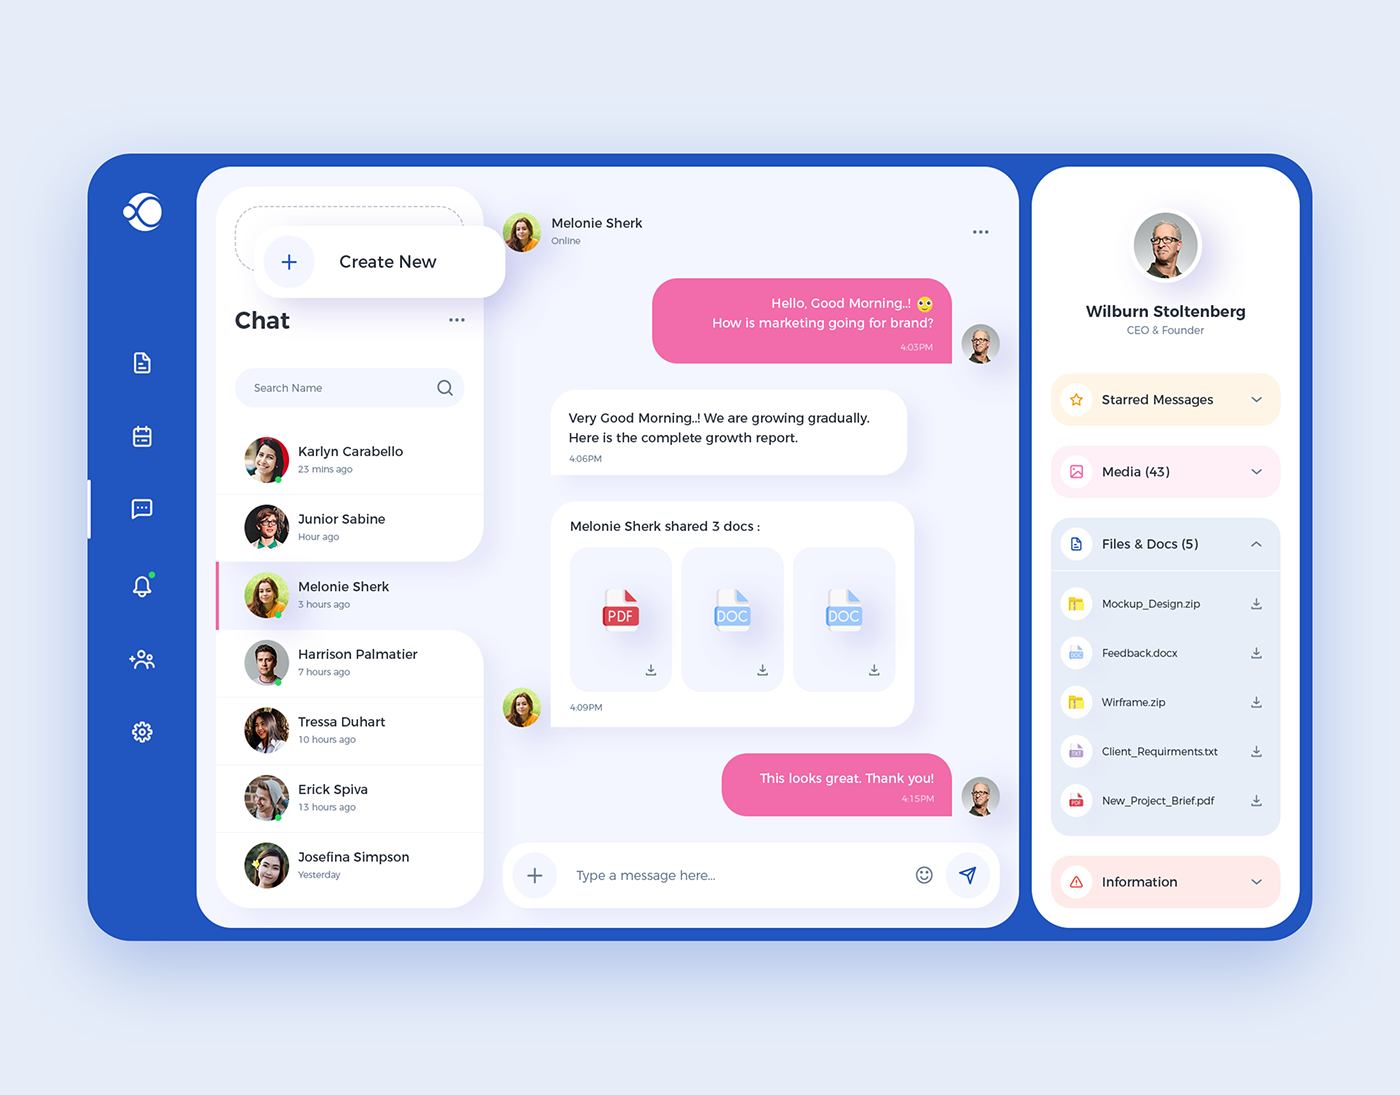 Create New
Chat
Search Name
Karlyn Carabello
23 mins ago
Junior Sabine
Hour ago
Melonie Sherk
3 hours ago
Harrison Palmatier
7 hours ago
Tressa Duhart
10 hours ago
Erick Spiva
13 hours ago
Josefina Simpson
Yesterday
Melonie Sherk
Online
Hello, Good Morning..!
How is marketing going for brand?
4:03PM
Very Good Morning..! We are growing gradually.
Here is the complete growth report.
4:06PM
Melonie Sherk shared 3 docs :
PDF
DOC
DOC
4:09PM
This looks great. Thank you!
4:15PM
Type a message here...
Wilburn Stoltenberg
CEO & Founder
Starred Messages
Media (43)
Files & Docs (5)
Mockup_Design.zip
DOC
Feedback.docx
Wirframe.zip
TXT
Client_Requirments.txt
PDF
New_Project_Brief.pdf
Information